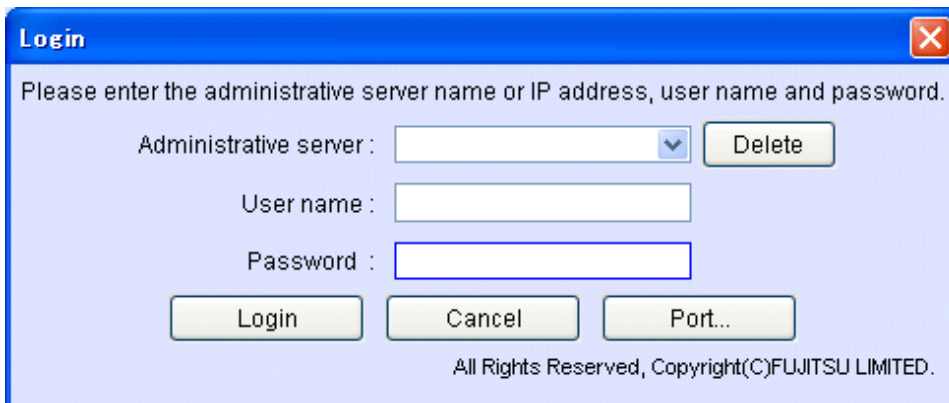 Login
Please enter the administrative server name or IP address, user name and password.
Administrative server : Delete
User name :
Password :
Login Cancel Port...
All Rights Reserved, Copyright(C)FUJITSU LIMITED.